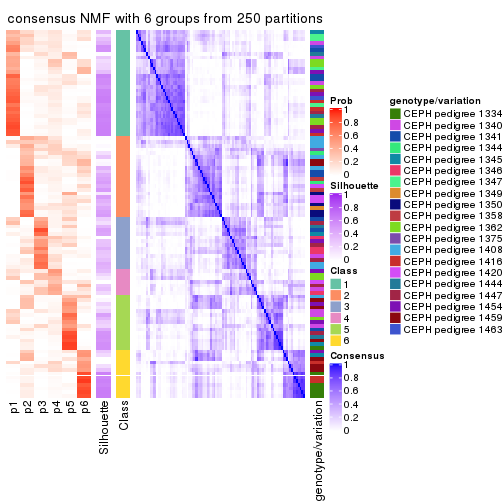 consensus NMF with 6 groups from 250 partitions
p1
p2
p3
p4
p5
p6
Silhouette
Class
genotype/variation
Prob
1
0.8
0.6
0.4
0.2
0
Silhouette
1
0.8
0.6
0.4
0.2
0
Class
1
2
3
4
5
6
Consensus
1
0.8
0.6
0.4
0.2
0
genotype/variation
CEPH pedigree 1334
CEPH pedigree 1340
CEPH pedigree 1341
CEPH pedigree 1344
CEPH pedigree 1345
CEPH pedigree 1346
CEPH pedigree 1347
CEPH pedigree 1349
CEPH pedigree 1350
CEPH pedigree 1358
CEPH pedigree 1362
CEPH pedigree 1375
CEPH pedigree 1408
CEPH pedigree 1416
CEPH pedigree 1420
CEPH pedigree 1444
CEPH pedigree 1447
CEPH pedigree 1454
CEPH pedigree 1459
CEPH pedigree 1463